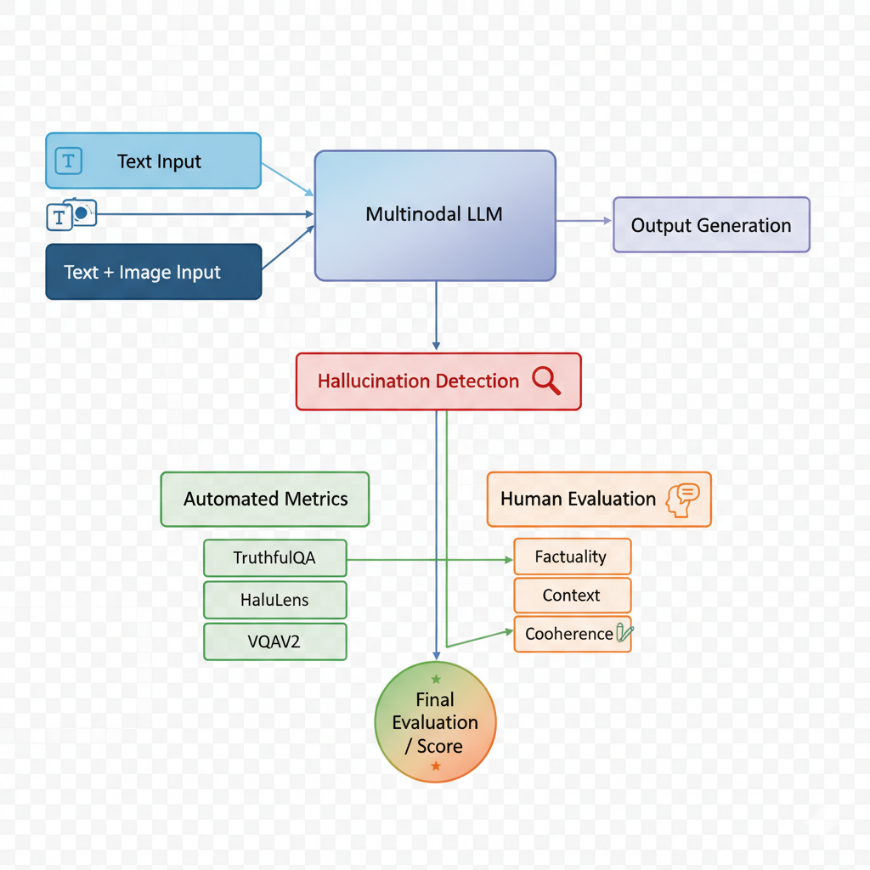 T
Text Input
T
Text + Image Input
Multinodal LLM
Output Generation
Hallucination Detection
Automated Metrics
TruthfulQA
HaluLens
VQAV2
Human Evaluation
Factuality
Context
Cooherence
Final
Evaluation
/ Score